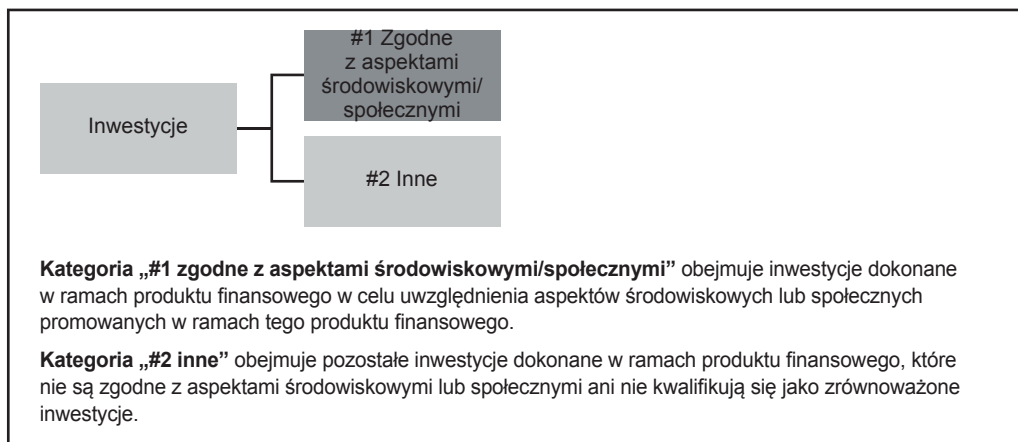 #1 Zgodne
z aspektami
środowiskowymi/
społecznymi
Inwestycje
#2 Inne
Kategoria „#1 zgodne z aspektami środowiskowymi/społecznymi” obejmuje inwestycje dokonane
w ramach produktu finansowego w celu uwzględnienia aspektów środowiskowych lub społecznych
promowanych w ramach tego produktu finansowego.
Kategoria „#2 inne” obejmuje pozostałe inwestycje dokonane w ramach produktu finansowego, które
nie są zgodne z aspektami środowiskowymi lub społecznymi ani nie kwalifikują się jako zrównoważone
inwestycje.